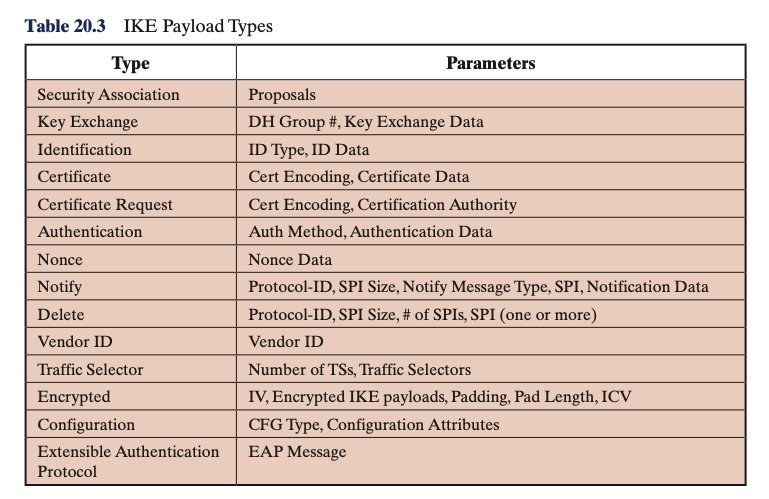 Table 20.3 IKE Payload Types
Type Parameters
Security Association Proposals
Key Exchange DH Group #, Key Exchange Data
Identification ID Type, ID Data
Certificate Cert Encoding, Certificate Data
Certificate Request Cert Encoding, Certification Authority
Authentication Auth Method, Authentication Data
Nonce Nonce Data
Notify Protocol-ID, SPI Size, Notify Message Type, SPI, Notification Data
Delete Protocol-ID, SPI Size, # of SPIs, SPI (one or more)
Vendor ID Vendor ID
Traffic Selector Number of TSs, Traffic Selectors
Encrypted IV, Encrypted IKE payloads, Padding, Pad Length, ICV
Configuration CFG Type, Configuration Attributes
Extensible Authentication EAP Message
Protocol